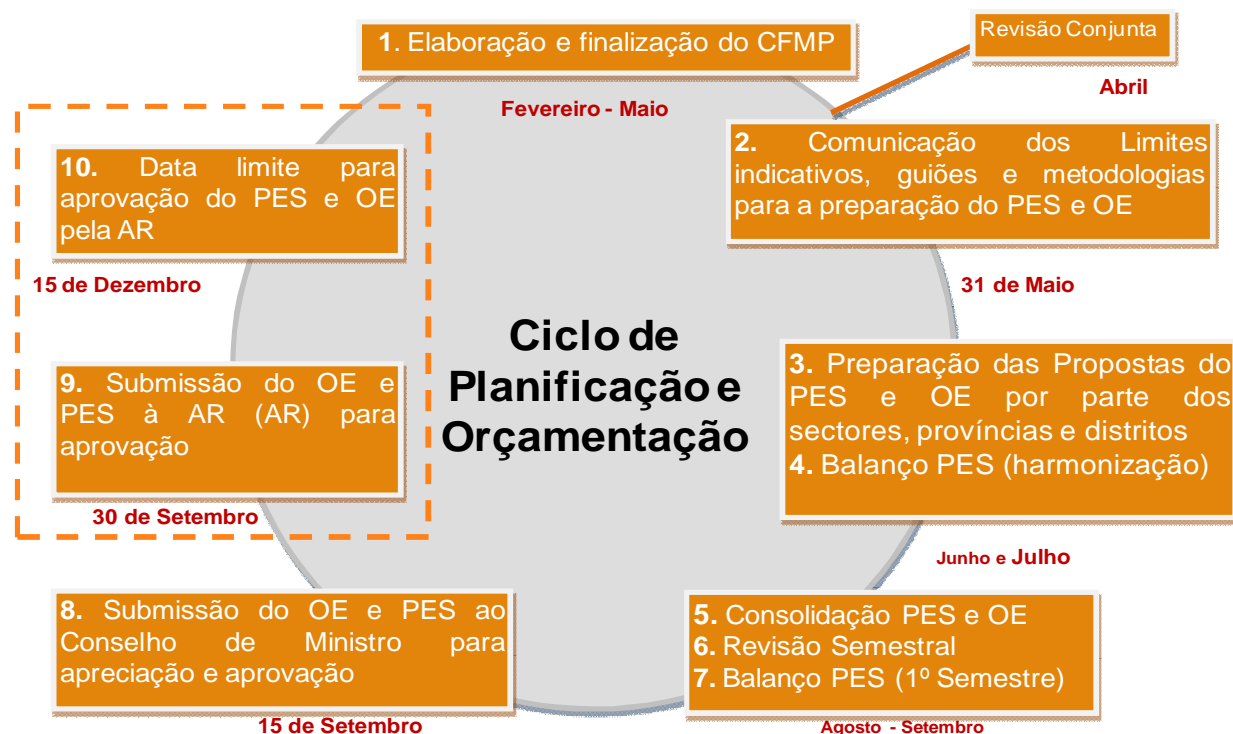 1. Elaboração e finalização do CFMP
Fevereiro - Maio
Revisão Conjunta
Abril
2. Comunicação dos Limites
indicativos, guiões e metodologias
para a preparação do PES e OE
31 de Maio
3. Preparação das Propostas do
PES e OE por parte dos
sectores, províncias e distritos
4. Balanço PES (harmonização)
Junho e Julho
5. Consolidação PES e OE
6. Revisão Semestral
7. Balanço PES (1º Semestre)
Agosto - Setembro
8. Submissão do OE e PES ao
Conselho de Ministro para
apreciação e aprovação
15 de Setembro
9. Submissão do OE e
PES à AR (AR) para
aprovação
30 de Setembro
10. Data limite para
aprovação do PES e OE
pela AR
15 de Dezembro
Ciclo de
Planificação e
Orçamentação